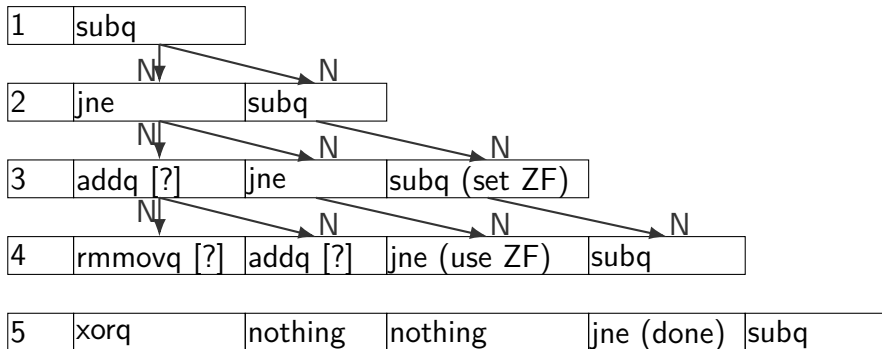 1 subq
N N
2 jne subq
N N N
3 addq [?] jne subq (set ZF)
N N N N
4 rmmovq [?] addq [?] jne (use ZF) subq
5 xorq nothing nothing jne (done) subq